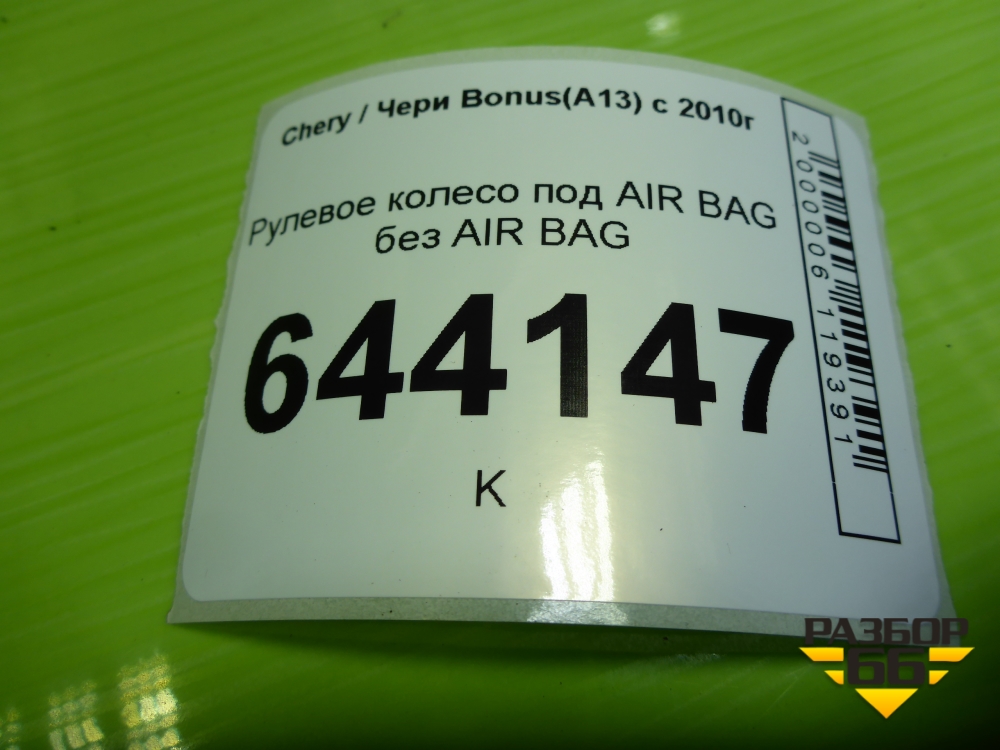 Chery / Чери Bonus(A13) с 2010г
Рулевое колесо под AIR BAG
без AIR BAG
644147
К
2000006119391
РАЗБОР
66